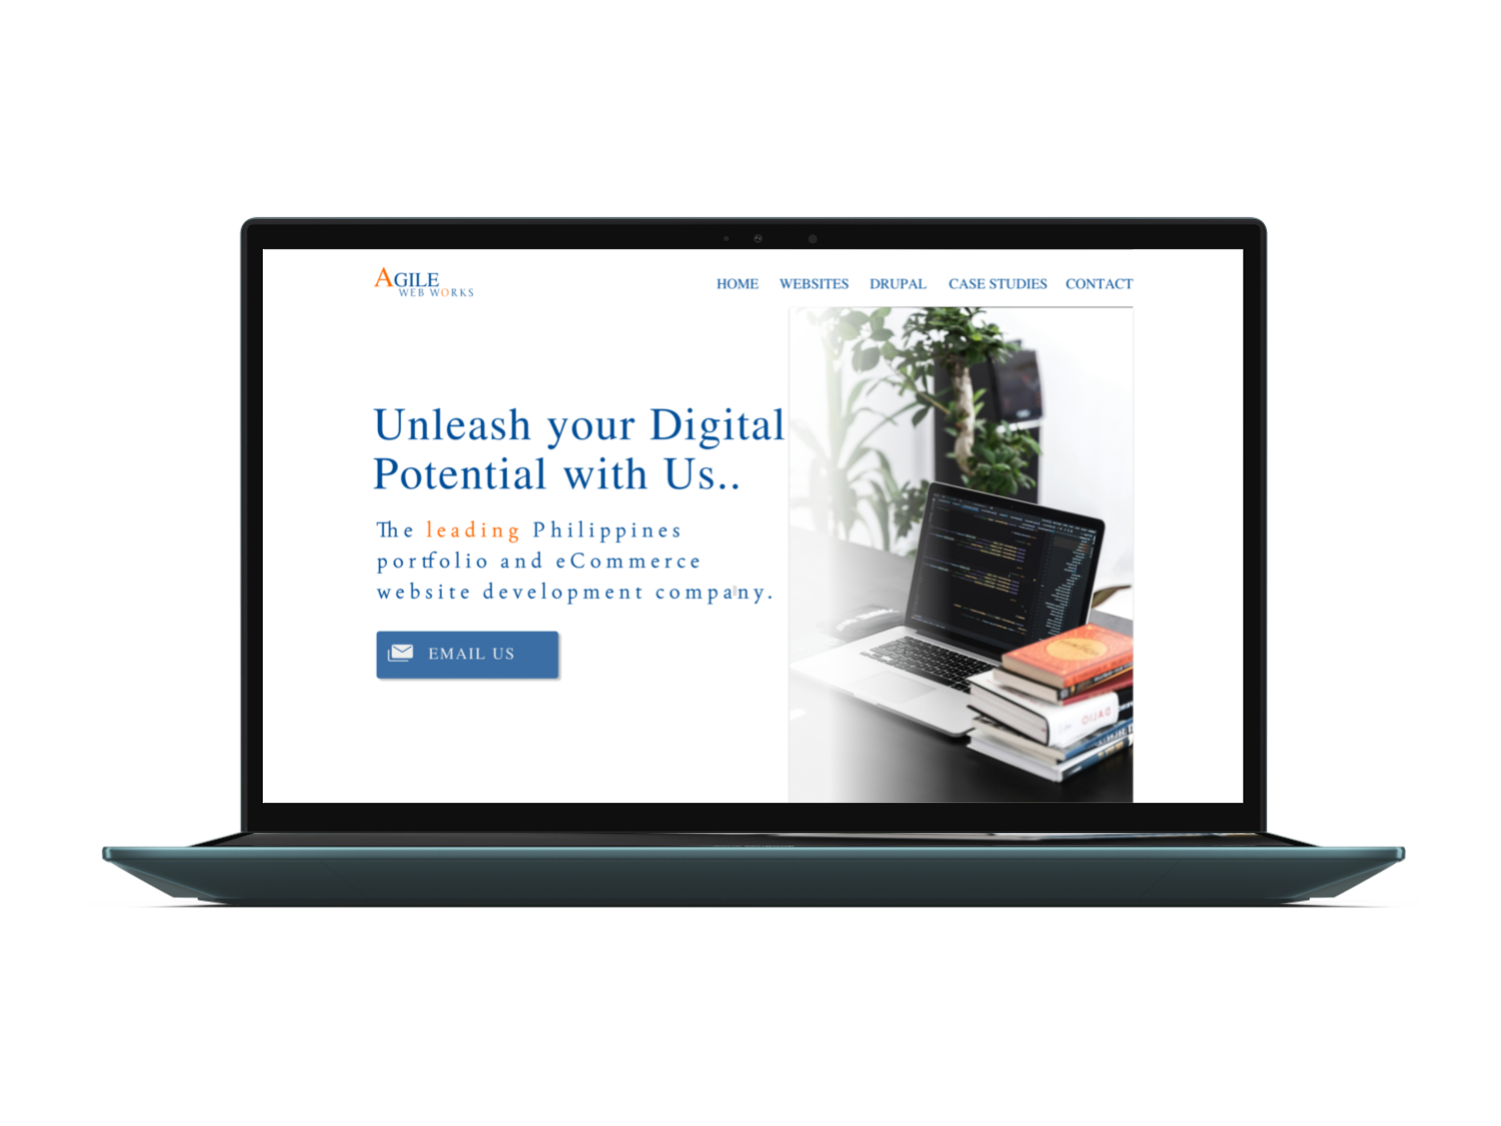 AGILE
WEB WORKS
HOME WEBSITES DRUPAL CASE STUDIES CONTACT
Unleash your Digital
Potential with Us..
The leading Philippines
portfolio and eCommerce
website development company.
EMAIL US